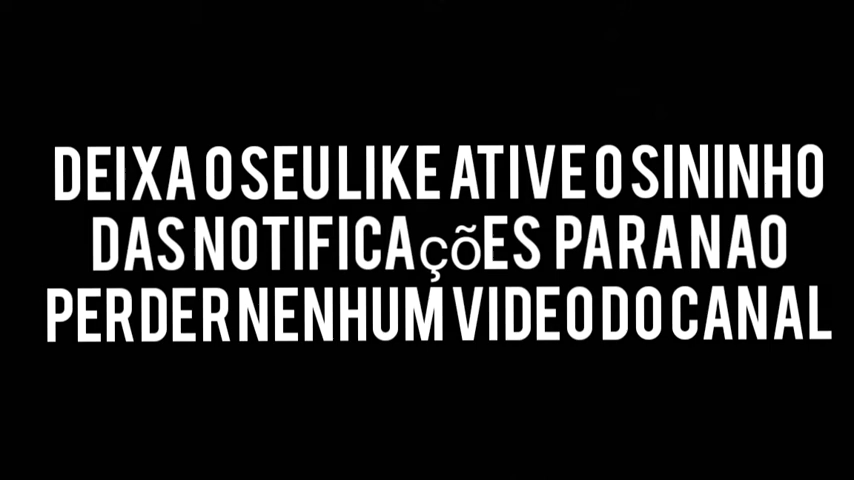 DEIXA O SEU LIKE ATIVE O SININHO
DAS NOTIFICAçõES PARA NAO
PERDER NENHUM VIDEO DO CANAL